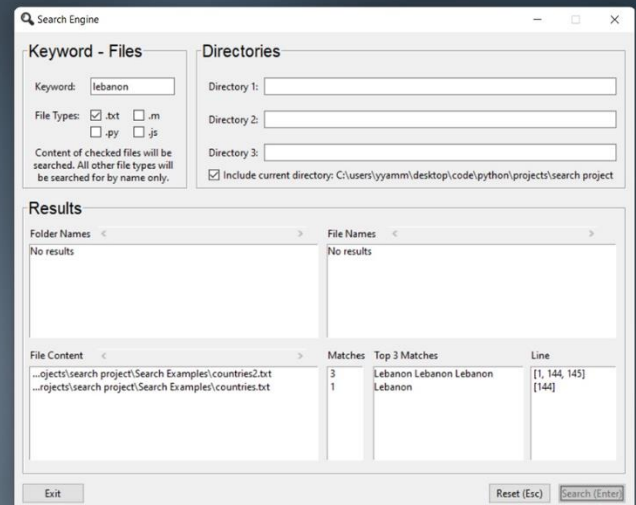 Search Engine
Keyword - Files
Keyword: lebanon
File Types: .txt .m
.py .js
Content of checked files will be
searched. All other file types will
be searched for by name only.
Directories
Directory 1:
Directory 2:
Directory 3:
Include current directory: C:\users\yyamm\desktop\code\python\projects\search project
Results
Folder Names < >
No results
File Names < >
No results
File Content < > Matches Top 3 Matches Line
...ojects\search project\Search Examples\countries2.txt 3 Lebanon Lebanon Lebanon [1, 144, 145]
...rojects\search project\Search Examples\countries.txt 1 Lebanon [144]
Exit Reset (Esc) Search (Enter)